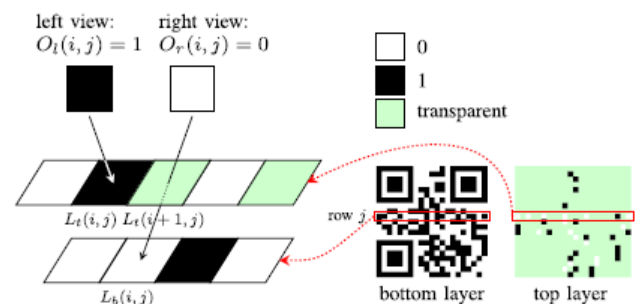 left view: right view:
O_l(i, j) = 1 O_r(i, j) = 0
0
1
transparent
L_t(i, j) L_t(i+1, j)
row j
L_b(i, j)
bottom layer top layer